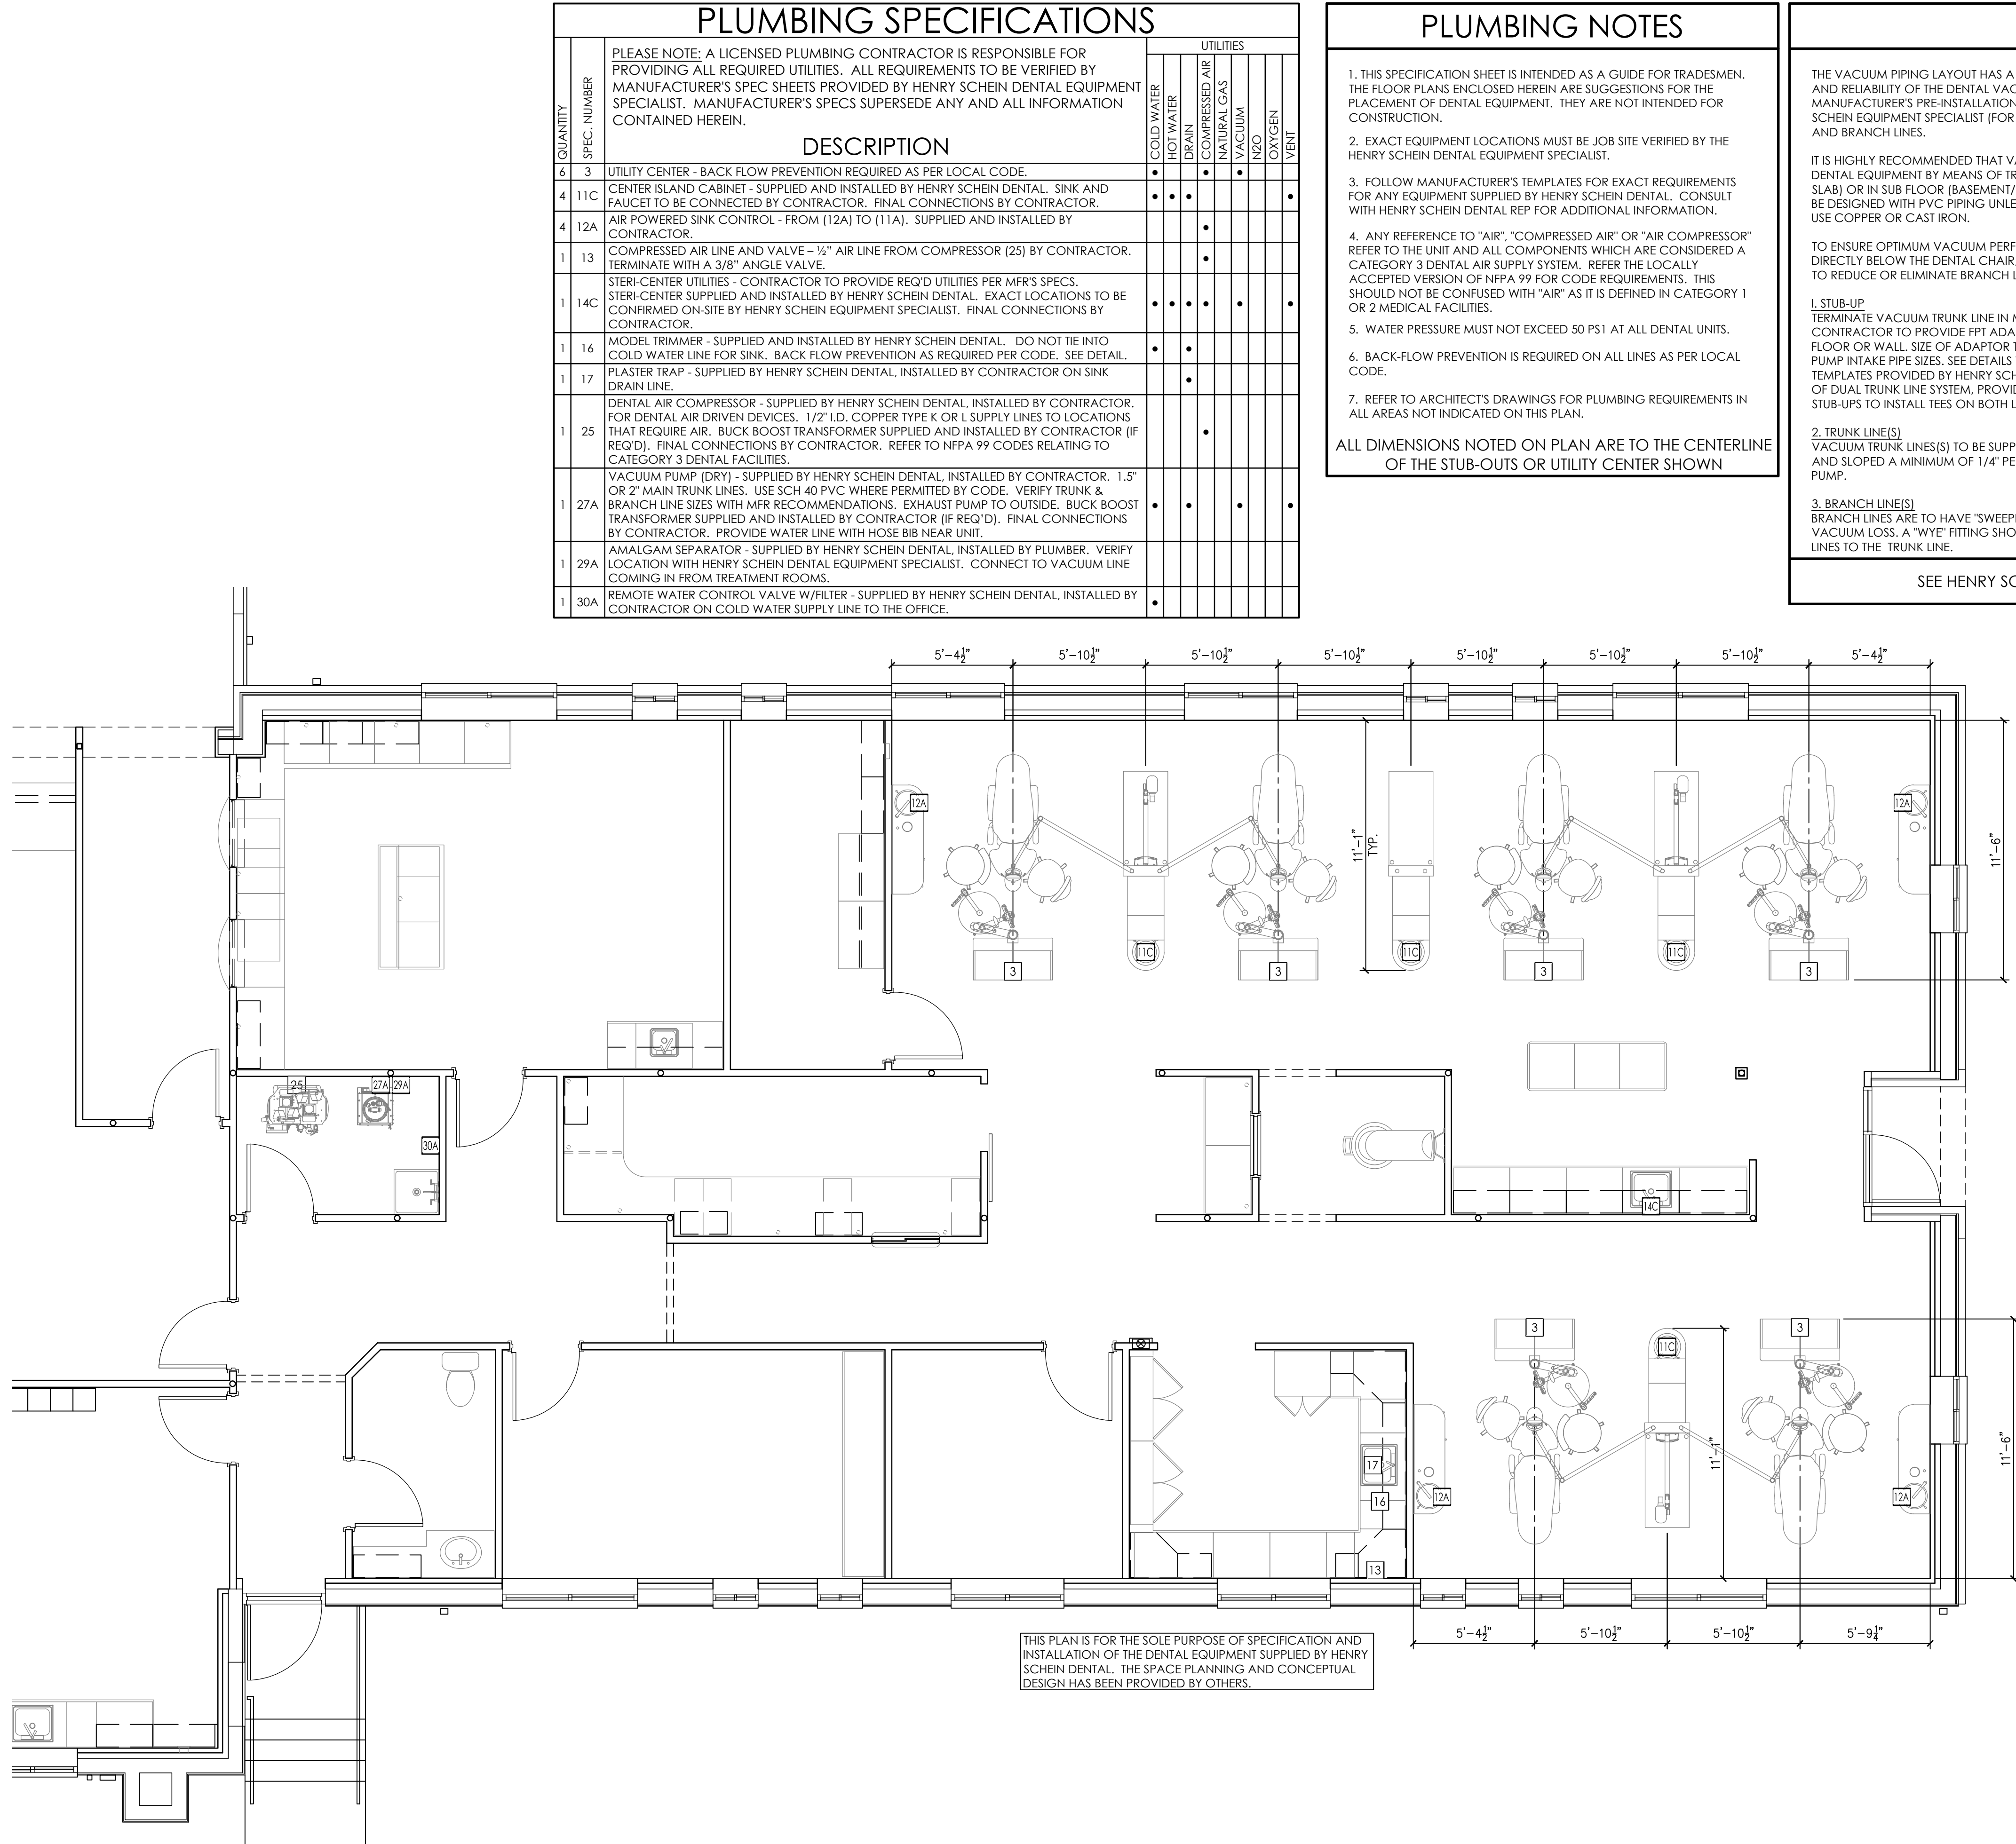 PLUMBING SPECIFICATIONS
QUANTITY
SPEC. NUMBER
PLEASE NOTE: A LICENSED PLUMBING CONTRACTOR IS RESPONSIBLE FOR
PROVIDING ALL REQUIRED UTILITIES. ALL REQUIREMENTS TO BE VERIFIED BY
MANUFACTURER'S SPEC SHEETS PROVIDED BY HENRY SCHEIN DENTAL EQUIPMENT
SPECIALIST. MANUFACTURER'S SPECS SUPERSEDE ANY AND ALL INFORMATION
CONTAINED HEREIN.
DESCRIPTION
UTILITIES
COLD WATER
HOT WATER
DRAIN
COMPRESSED AIR
NATURAL GAS
VACUUM
N2O
OXYGEN
VENT
6 3 UTILITY CENTER - BACK FLOW PREVENTION REQUIRED AS PER LOCAL CODE. • • •
4 11C CENTER ISLAND CABINET - SUPPLIED AND INSTALLED BY HENRY SCHEIN DENTAL. SINK AND
FAUCET TO BE CONNECTED BY CONTRACTOR. FINAL CONNECTIONS BY CONTRACTOR. • • • •
4 12A AIR POWERED SINK CONTROL - FROM (12A) TO (11A). SUPPLIED AND INSTALLED BY
CONTRACTOR. •
1 13 COMPRESSED AIR LINE AND VALVE – ½" AIR LINE FROM COMPRESSOR (25) BY CONTRACTOR.
TERMINATE WITH A 3/8" ANGLE VALVE. •
1 14C STERI-CENTER UTILITIES - CONTRACTOR TO PROVIDE REQ'D UTILITIES PER MFR'S SPECS.
STERI-CENTER SUPPLIED AND INSTALLED BY HENRY SCHEIN DENTAL. EXACT LOCATIONS TO BE
CONFIRMED ON-SITE BY HENRY SCHEIN EQUIPMENT SPECIALIST. FINAL CONNECTIONS BY
CONTRACTOR. • • • • • •
1 16 MODEL TRIMMER - SUPPLIED AND INSTALLED BY HENRY SCHEIN DENTAL. DO NOT TIE INTO
COLD WATER LINE FOR SINK. BACK FLOW PREVENTION AS REQUIRED PER CODE. SEE DETAIL. • •
1 17 PLASTER TRAP - SUPPLIED BY HENRY SCHEIN DENTAL, INSTALLED BY CONTRACTOR ON SINK
DRAIN LINE. •
1 25 DENTAL AIR COMPRESSOR - SUPPLIED BY HENRY SCHEIN DENTAL, INSTALLED BY CONTRACTOR.
FOR DENTAL AIR DRIVEN DEVICES. 1/2" I.D. COPPER TYPE K OR L SUPPLY LINES TO LOCATIONS
THAT REQUIRE AIR. BUCK BOOST TRANSFORMER SUPPLIED AND INSTALLED BY CONTRACTOR (IF
REQ'D). FINAL CONNECTIONS BY CONTRACTOR. REFER TO NFPA 99 CODES RELATING TO
CATEGORY 3 DENTAL FACILITIES. •
1 27A VACUUM PUMP (DRY) - SUPPLIED BY HENRY SCHEIN DENTAL, INSTALLED BY CONTRACTOR. 1.5"
OR 2" MAIN TRUNK LINES. USE SCH 40 PVC WHERE PERMITTED BY CODE. VERIFY TRUNK &
BRANCH LINE SIZES WITH MFR RECOMMENDATIONS. EXHAUST PUMP TO OUTSIDE. BUCK BOOST
TRANSFORMER SUPPLIED AND INSTALLED BY CONTRACTOR (IF REQ'D). FINAL CONNECTIONS
BY CONTRACTOR. PROVIDE WATER LINE WITH HOSE BIB NEAR UNIT. • • • •
1 29A AMALGAM SEPARATOR - SUPPLIED BY HENRY SCHEIN DENTAL, INSTALLED BY PLUMBER. VERIFY
LOCATION WITH HENRY SCHEIN DENTAL EQUIPMENT SPECIALIST. CONNECT TO VACUUM LINE
COMING IN FROM TREATMENT ROOMS.
1 30A REMOTE WATER CONTROL VALVE W/FILTER - SUPPLIED BY HENRY SCHEIN DENTAL, INSTALLED BY
CONTRACTOR ON COLD WATER SUPPLY LINE TO THE OFFICE. •
PLUMBING NOTES
1. THIS SPECIFICATION SHEET IS INTENDED AS A GUIDE FOR TRADESMEN.
THE FLOOR PLANS ENCLOSED HEREIN ARE SUGGESTIONS FOR THE
PLACEMENT OF DENTAL EQUIPMENT. THEY ARE NOT INTENDED FOR
CONSTRUCTION.
2. EXACT EQUIPMENT LOCATIONS MUST BE JOB SITE VERIFIED BY THE
HENRY SCHEIN DENTAL EQUIPMENT SPECIALIST.
3. FOLLOW MANUFACTURER'S TEMPLATES FOR EXACT REQUIREMENTS
FOR ANY EQUIPMENT SUPPLIED BY HENRY SCHEIN DENTAL. CONSULT
WITH HENRY SCHEIN DENTAL REP FOR ADDITIONAL INFORMATION.
4. ANY REFERENCE TO "AIR", "COMPRESSED AIR" OR "AIR COMPRESSOR"
REFER TO THE UNIT AND ALL COMPONENTS WHICH ARE CONSIDERED A
CATEGORY 3 DENTAL AIR SUPPLY SYSTEM. REFER THE LOCALLY
ACCEPTED VERSION OF NFPA 99 FOR CODE REQUIREMENTS. THIS
SHOULD NOT BE CONFUSED WITH "AIR" AS IT IS DEFINED IN CATEGORY 1
OR 2 MEDICAL FACILITIES.
5. WATER PRESSURE MUST NOT EXCEED 50 PS1 AT ALL DENTAL UNITS.
6. BACK-FLOW PREVENTION IS REQUIRED ON ALL LINES AS PER LOCAL
CODE.
7. REFER TO ARCHITECT'S DRAWINGS FOR PLUMBING REQUIREMENTS IN
ALL AREAS NOT INDICATED ON THIS PLAN.
ALL DIMENSIONS NOTED ON PLAN ARE TO THE CENTERLINE
OF THE STUB-OUTS OR UTILITY CENTER SHOWN
THE VACUUM PIPING LAYOUT HAS A
AND RELIABILITY OF THE DENTAL VAC
MANUFACTURER'S PRE-INSTALLATION
SCHEIN EQUIPMENT SPECIALIST (FOR
AND BRANCH LINES.
IT IS HIGHLY RECOMMENDED THAT VA
DENTAL EQUIPMENT BY MEANS OF TR
SLAB) OR IN SUB FLOOR (BASEMENT/
BE DESIGNED WITH PVC PIPING UNLE
USE COPPER OR CAST IRON.
TO ENSURE OPTIMUM VACUUM PERF
DIRECTLY BELOW THE DENTAL CHAIR
TO REDUCE OR ELIMINATE BRANCH L
I. STUB-UP
TERMINATE VACUUM TRUNK LINE IN M
CONTRACTOR TO PROVIDE FPT ADA
FLOOR OR WALL. SIZE OF ADAPTOR T
PUMP INTAKE PIPE SIZES. SEE DETAILS
TEMPLATES PROVIDED BY HENRY SCH
OF DUAL TRUNK LINE SYSTEM, PROVID
STUB-UPS TO INSTALL TEES ON BOTH L
2. TRUNK LINE(S)
VACUUM TRUNK LINES(S) TO BE SUPP
AND SLOPED A MINIMUM OF 1/4" PE
PUMP.
3. BRANCH LINE(S)
BRANCH LINES ARE TO HAVE "SWEEPI
VACUUM LOSS. A "WYE" FITTING SHO
LINES TO THE TRUNK LINE.
SEE HENRY SC
5'-4½" 5'-10½" 5'-10½" 5'-10½" 5'-10½" 5'-10½" 5'-10½" 5'-4½"
12A 12A
11'-1"
TYP.
11'-6"
11C 11C 11C
3 3 3 3
25 27A 29A
30A
14C
3 3
11C
11'-1"
11'-6"
17
16
12A 12A
13
5'-4½" 5'-10½" 5'-10½" 5'-9¼"
THIS PLAN IS FOR THE SOLE PURPOSE OF SPECIFICATION AND
INSTALLATION OF THE DENTAL EQUIPMENT SUPPLIED BY HENRY
SCHEIN DENTAL. THE SPACE PLANNING AND CONCEPTUAL
DESIGN HAS BEEN PROVIDED BY OTHERS.